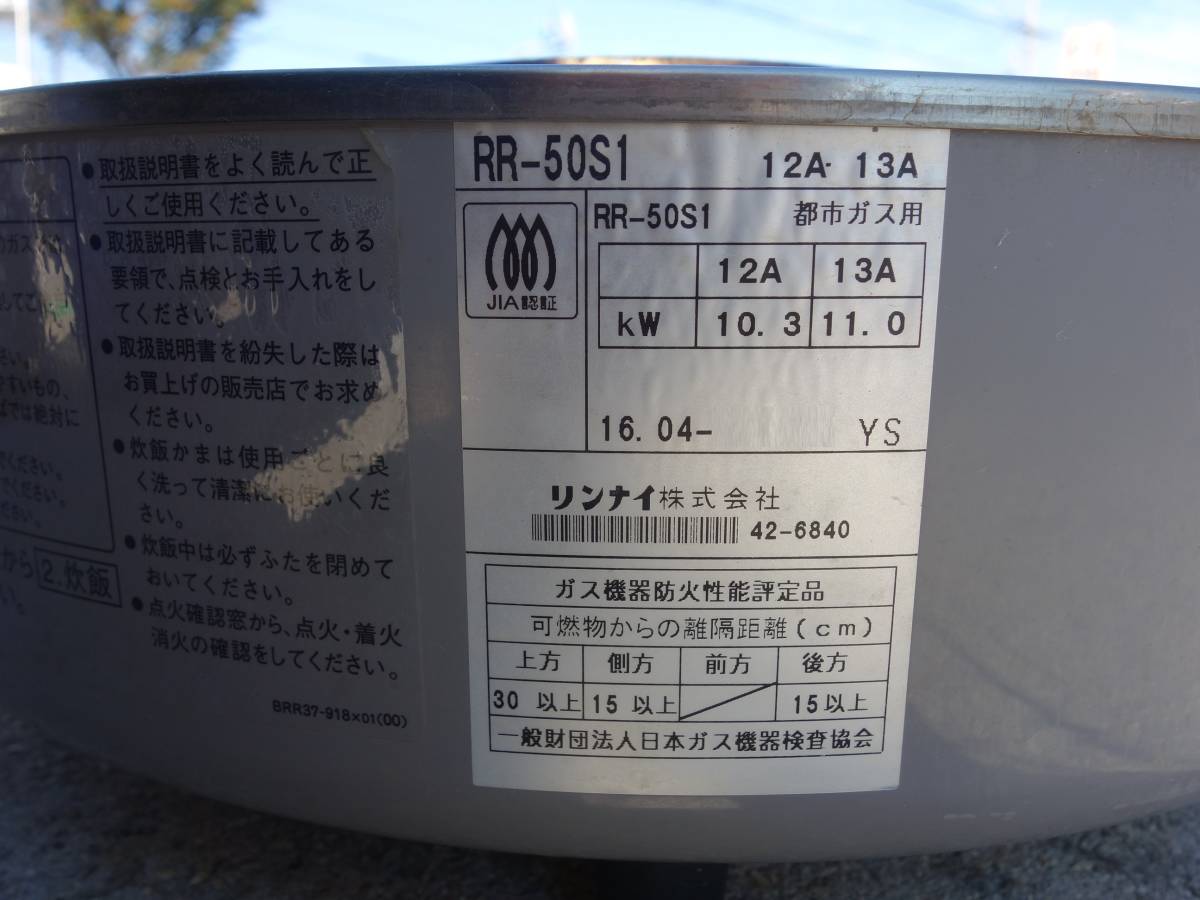 ・取扱説明書をよく読んで正
しくご使用ください。
・取扱説明書に記載してある
要領で、点検とお手入れをし
てください。
・取扱説明書を紛失した際は
お買上げの販売店でお求め
ください。
・炊飯かまは使用ごとに良
く洗って清潔にお使いくだ
さい。
・炊飯中は必ずふたを閉めて
おいてください。
・点火確認窓から、点火・着火
消火の確認をしてください。
BRR37-918×01(00)
から 2.炊飯
RR-50S1 12A・13A
JIA認証
RR-50S1 都市ガス用
12A 13A
kW 10.3 11.0
16.04- YS
リンナイ株式会社
42-6840
ガス機器防火性能評定品
可燃物からの離隔距離(cm)
上方 側方 前方 後方
30 以上 15 以上 15 以上
一般財団法人日本ガス機器検査協会